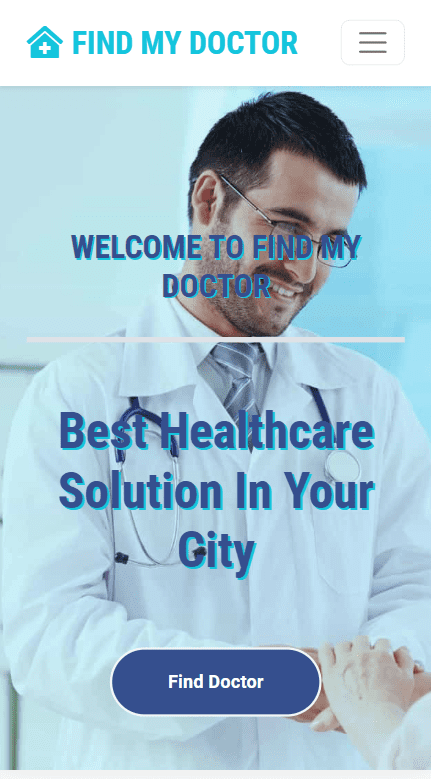 FIND MY DOCTOR
WELCOME TO FIND MY
DOCTOR
Best Healthcare
Solution In Your
City
Find Doctor